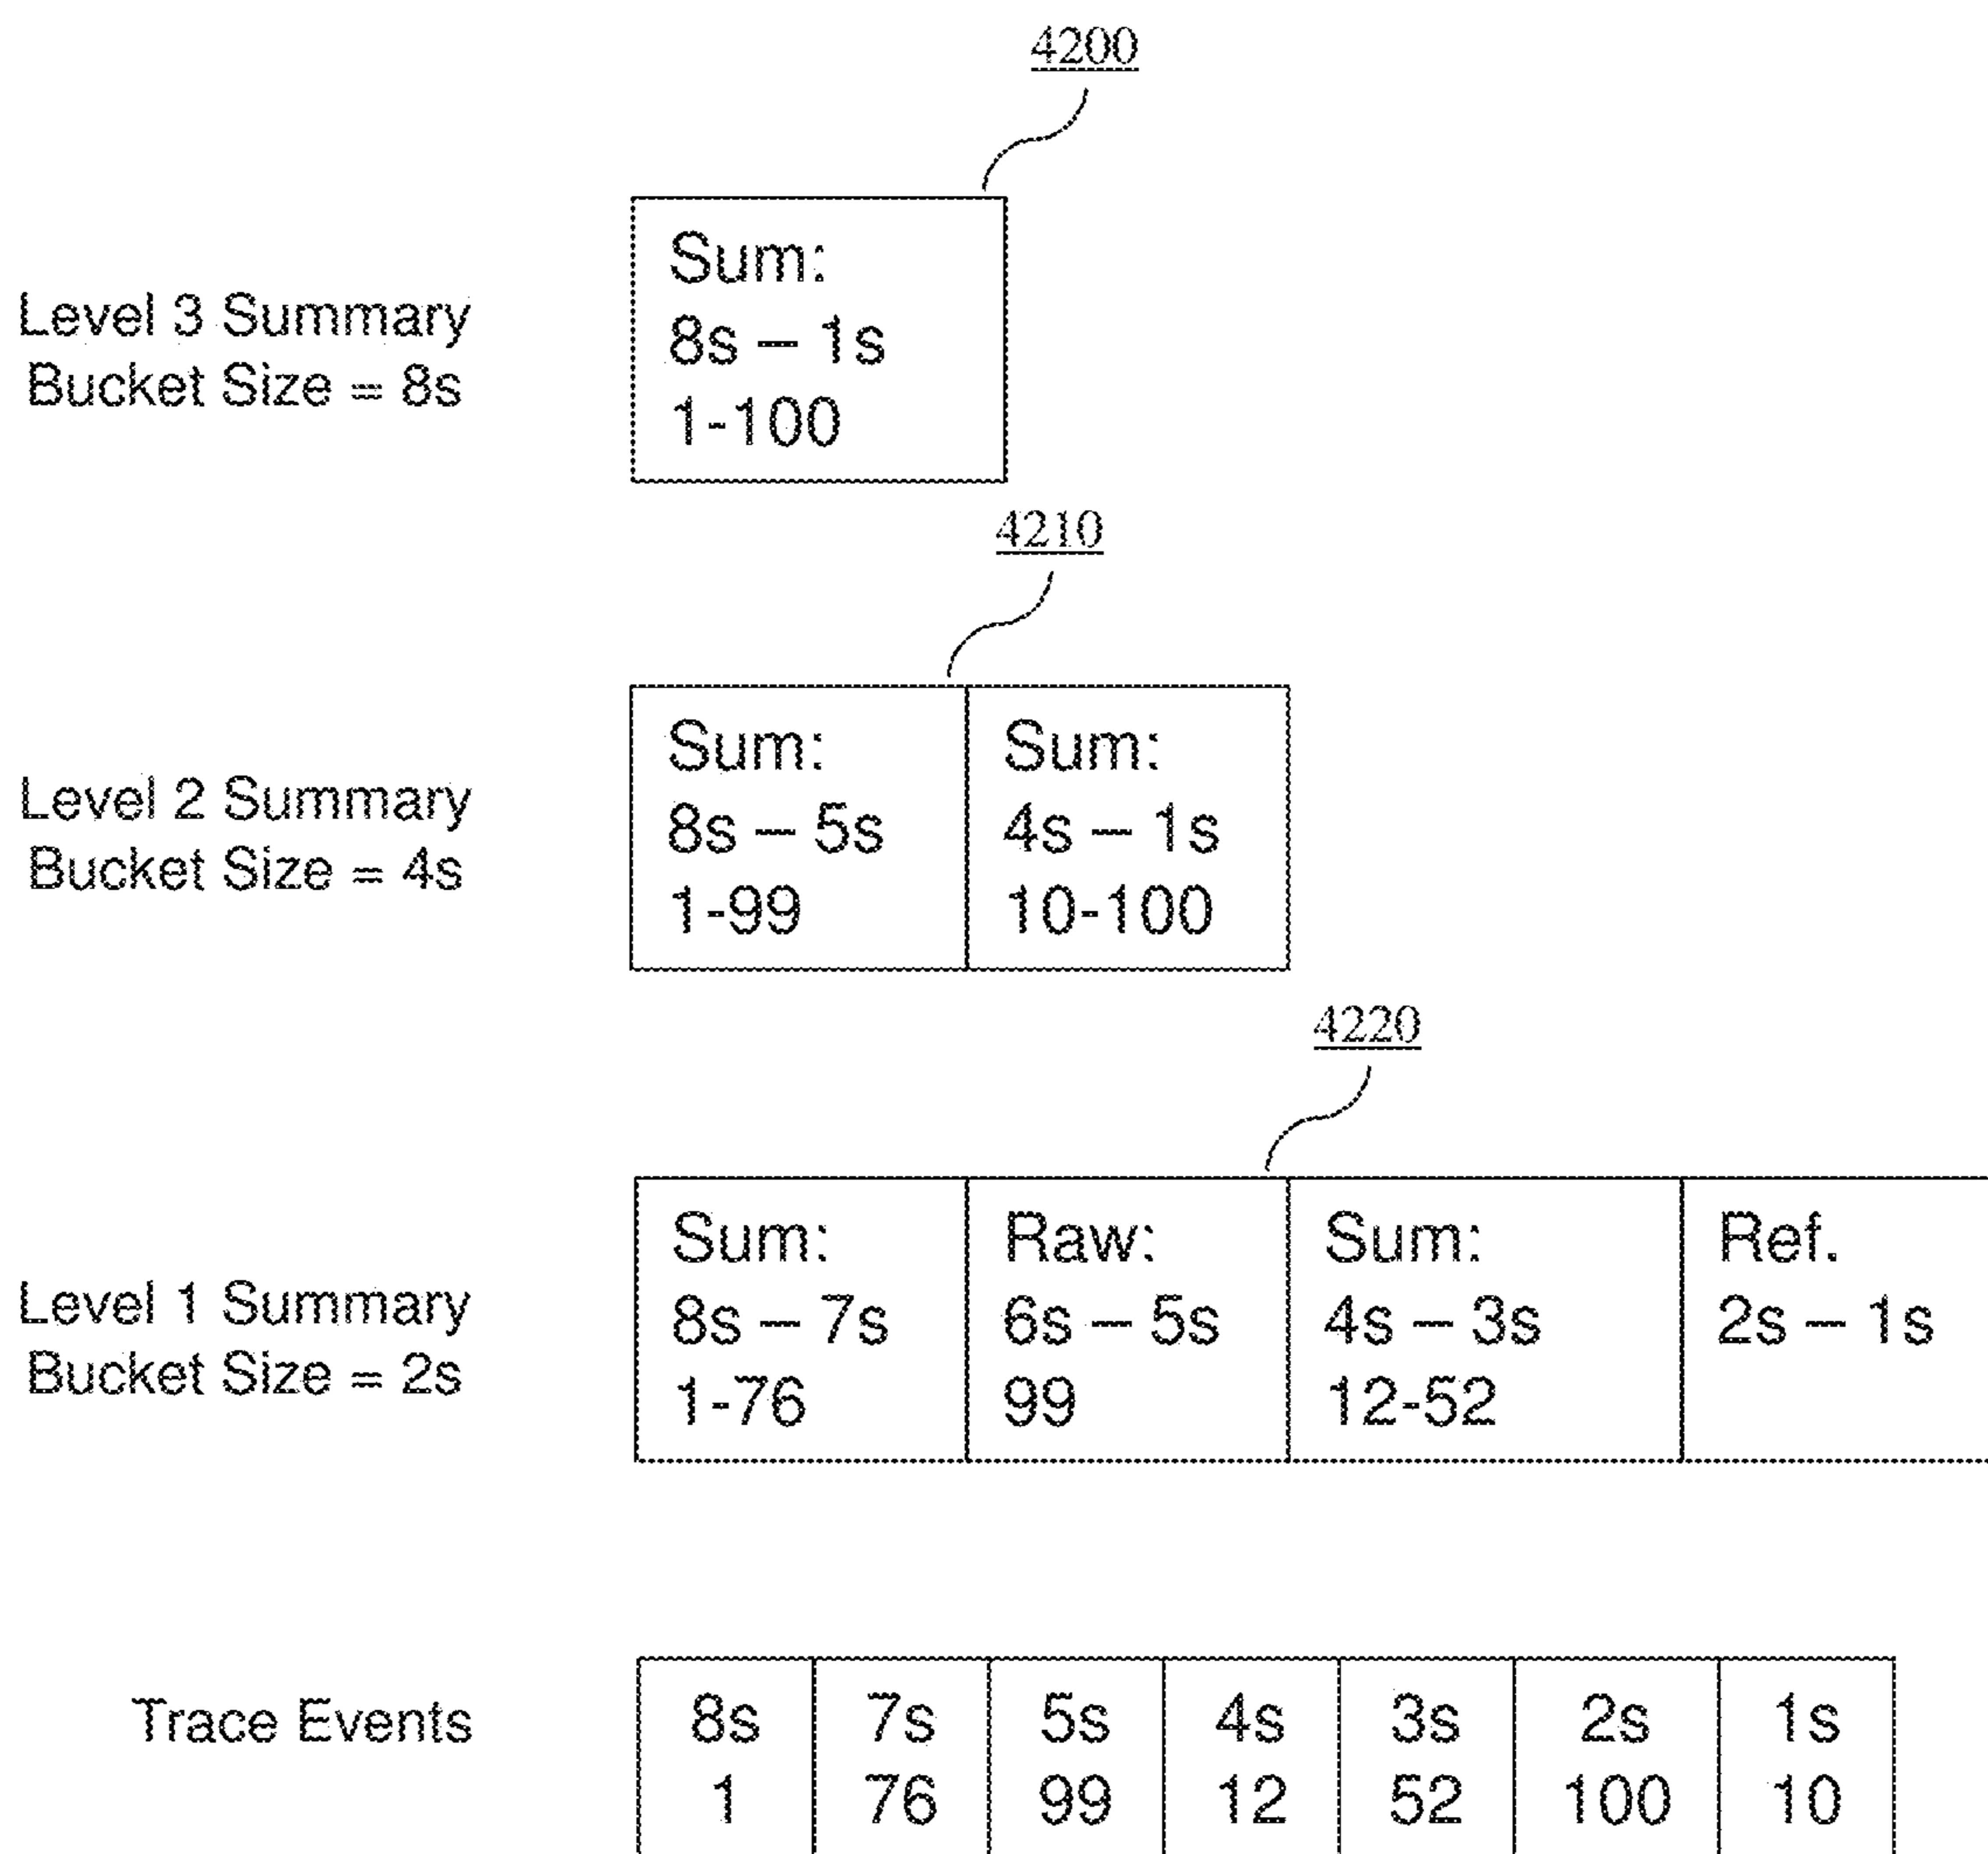 4200
Level 3 Summary
Bucket Size = 8s
Sum:
8s – 1s
1-100
4210
Level 2 Summary
Bucket Size = 4s
Sum:
8s – 5s
1-99
Sum:
4s – 1s
10-100
4220
Level 1 Summary
Bucket Size = 2s
Sum:
8s – 7s
1-76
Raw:
6s – 5s
99
Sum:
4s – 3s
12-52
Ref.
2s – 1s
Trace Events
8s
1
7s
76
5s
99
4s
12
3s
52
2s
100
1s
10